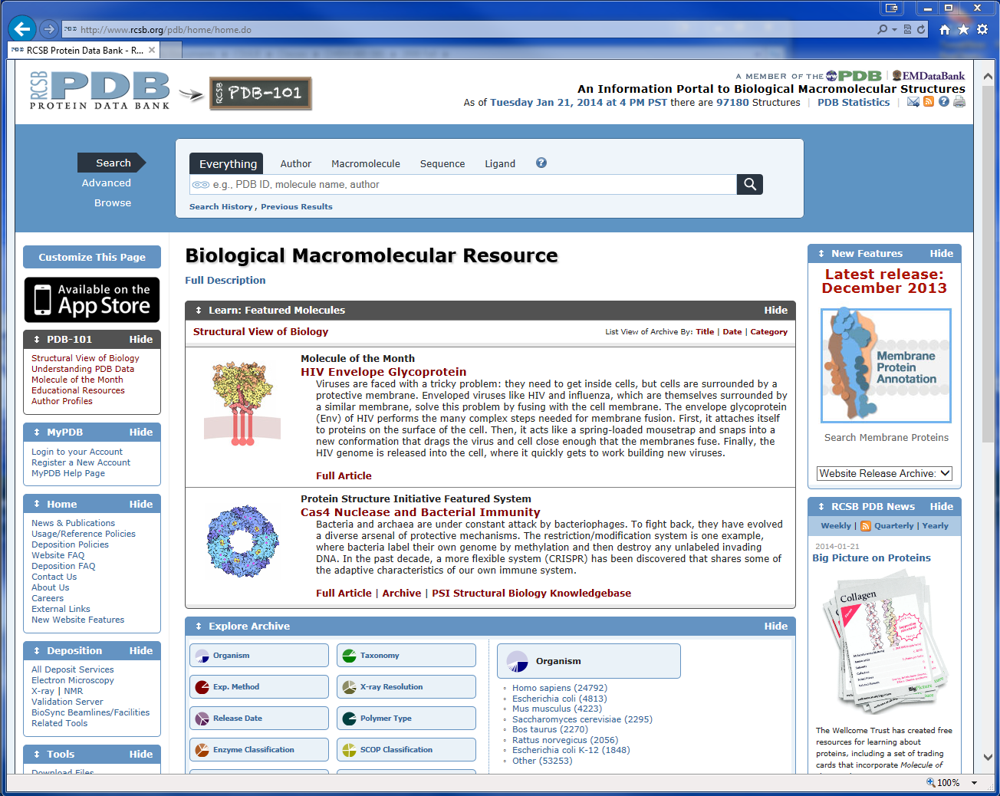 http://www.rcsb.org/pdb/home/home.do
RCSB Protein Data Bank - R...
RCSB PDB
PROTEIN DATA BANK
RCSB PDB-101
A MEMBER OF THE PDB | EMDataBank
An Information Portal to Biological Macromolecular Structures
As of Tuesday Jan 21, 2014 at 4 PM PST there are 97180 Structures | PDB Statistics |
Search
Advanced
Browse
Everything Author Macromolecule Sequence Ligand ?
e.g., PDB ID, molecule name, author
Search History , Previous Results
Customize This Page
Available on the
App Store
PDB-101 Hide
Structural View of Biology
Understanding PDB Data
Molecule of the Month
Educational Resources
Author Profiles
MyPDB Hide
Login to your Account
Register a New Account
MyPDB Help Page
Home Hide
News & Publications
Usage/Reference Policies
Deposition Policies
Website FAQ
Deposition FAQ
Contact Us
About Us
Careers
External Links
New Website Features
Deposition Hide
All Deposit Services
Electron Microscopy
X-ray | NMR
Validation Server
BioSync Beamlines/Facilities
Related Tools
Tools Hide
Download Files
Biological Macromolecular Resource
Full Description
Learn: Featured Molecules Hide
Structural View of Biology List View of Archive By: Title | Date | Category
Molecule of the Month
HIV Envelope Glycoprotein
Viruses are faced with a tricky problem: they need to get inside cells, but cells are surrounded by a
protective membrane. Enveloped viruses like HIV and influenza, which are themselves surrounded by
a similar membrane, solve this problem by fusing with the cell membrane. The envelope glycoprotein
(Env) of HIV performs the many complex steps needed for membrane fusion. First, it attaches itself
to proteins on the surface of the cell. Then, it acts like a spring-loaded mousetrap and snaps into a
new conformation that drags the virus and cell close enough that the membranes fuse. Finally, the
HIV genome is released into the cell, where it quickly gets to work building new viruses.
Full Article
Protein Structure Initiative Featured System
Cas4 Nuclease and Bacterial Immunity
Bacteria and archaea are under constant attack by bacteriophages. To fight back, they have evolved
a diverse arsenal of protective mechanisms. The restriction/modification system is one example,
where bacteria label their own genome by methylation and then destroy any unlabeled invading
DNA. In the past decade, a more flexible system (CRISPR) has been discovered that shares some of
the adaptive characteristics of our own immune system.
Full Article | Archive | PSI Structural Biology Knowledgebase
Explore Archive Hide
Organism Taxonomy
Exp. Method X-ray Resolution
Release Date Polymer Type
Enzyme Classification SCOP Classification
Organism
Homo sapiens (24792)
Escherichia coli (4813)
Mus musculus (4223)
Saccharomyces cerevisiae (2295)
Bos taurus (2270)
Rattus norvegicus (2056)
Escherichia coli K-12 (1848)
Other (53253)
New Features Hide
Latest release:
December 2013
Membrane
Protein
Annotation
Search Membrane Proteins
Website Release Archive:
RCSB PDB News Hide
Weekly | Quarterly | Yearly
2014-01-21
Big Picture on Proteins
Collagen
The Wellcome Trust has created free
resources for learning about
proteins, including a set of trading
cards that incorporate Molecule of
100%